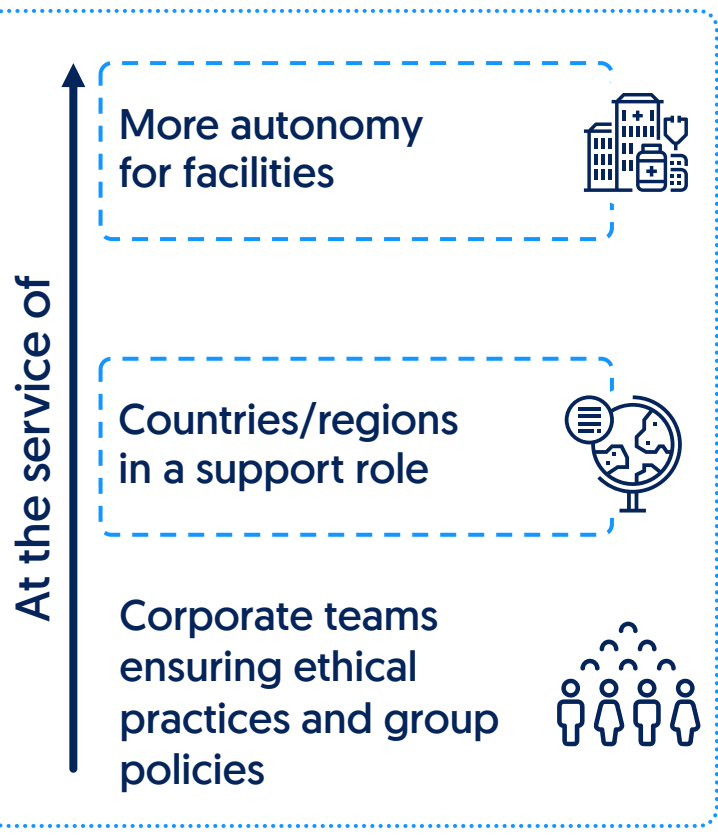 At the service of
More autonomy
for facilities
Countries/regions
in a support role
Corporate teams
ensuring ethical
practices and group
policies